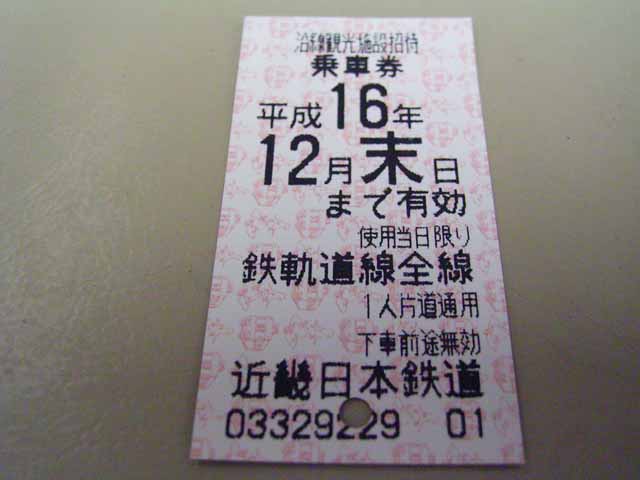 沿線観光施設招待
乗車券
平成16年
12月末日
まで有効
使用当日限り
鉄軌道線全線
1人片道通用
下車前途無効
近畿日本鉄道
03329229 01